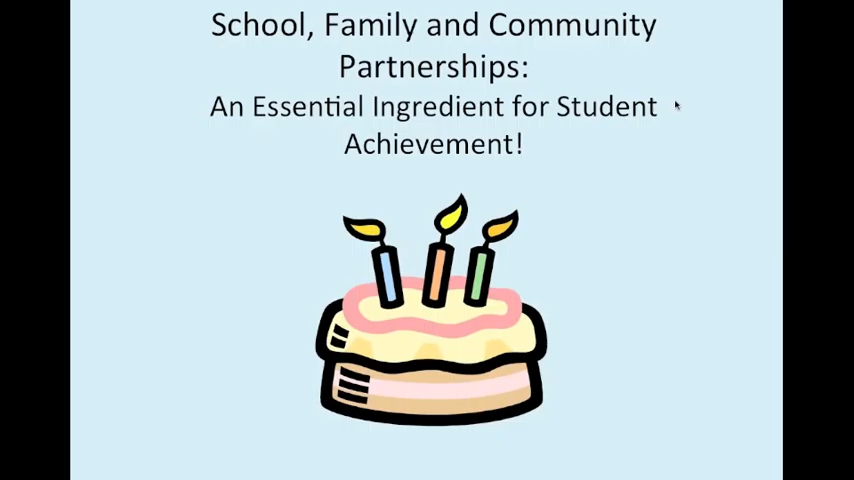 School, Family and Community
Partnerships:
An Essential Ingredient for Student
Achievement!